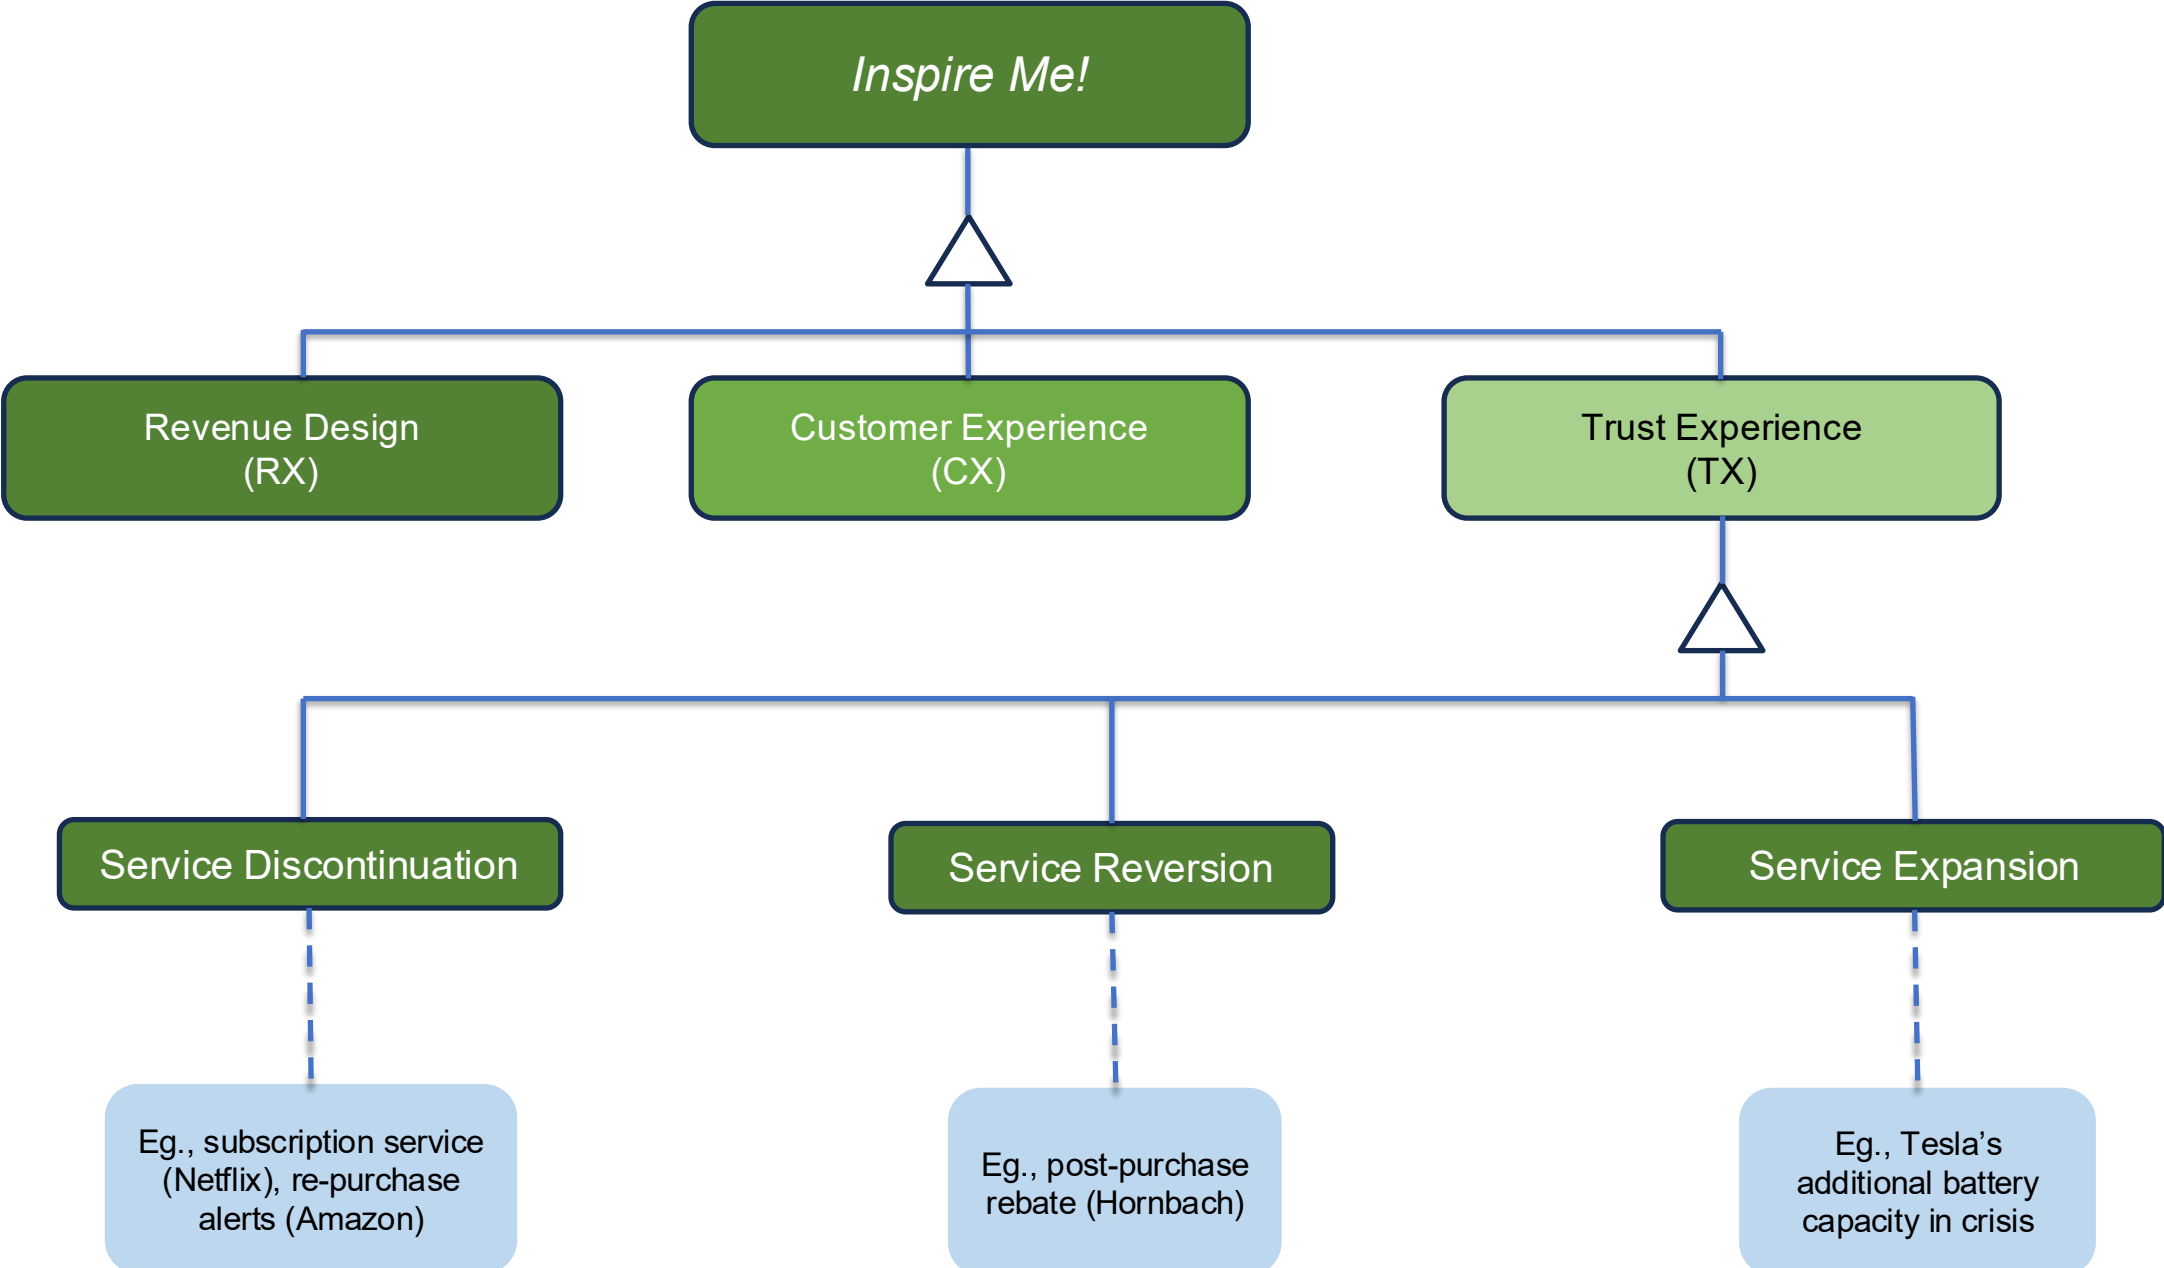 Inspire Me!
Revenue Design
(RX)
Customer Experience
(CX)
Trust Experience
(TX)
Service Discontinuation
Service Reversion
Service Expansion
Eg., subscription service
(Netflix), re-purchase
alerts (Amazon)
Eg., post-purchase
rebate (Hornbach)
Eg., Tesla’s
additional battery
capacity in crisis